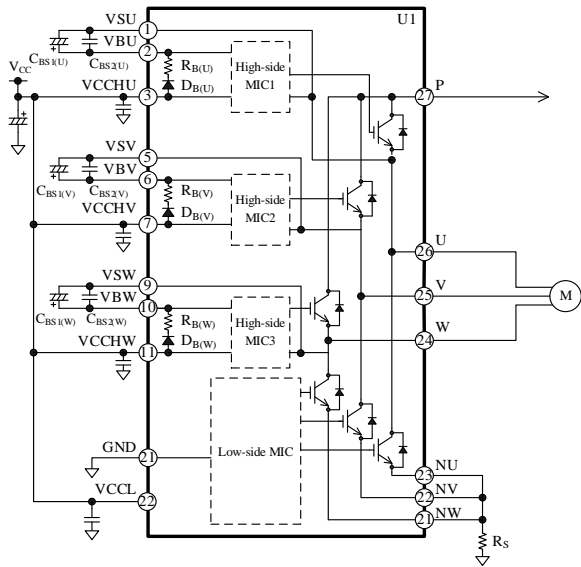 VSU
1
U1
VBU
2
CBS1(U)
CBS2(U)
RB(U)
High-side
MIC1
VCC
DB(U)
VCCHU
3
27
P
VSV
5
VBV
6
CBS1(V)
CBS2(V)
RB(V)
High-side
MIC2
VCCHV
7
DB(V)
26
U
VSW
9
25
V
M
VBW
10
CBS1(W)
CBS2(W)
RB(W)
High-side
MIC3
24
W
VCCHW
11
DB(W)
GND
21
Low-side MIC
23
NU
VCCL
22
22
NV
21
NW
RS